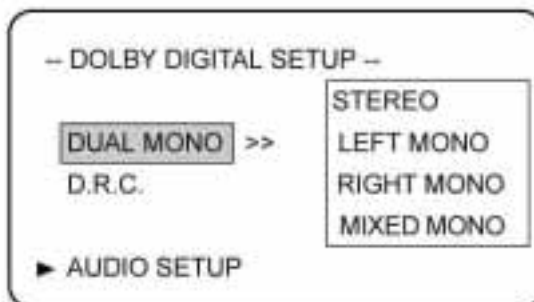 -- DOLBY DIGITAL SETUP --
STEREO
DUAL MONO >> LEFT MONO
D.R.C. RIGHT MONO
MIXED MONO
► AUDIO SETUP